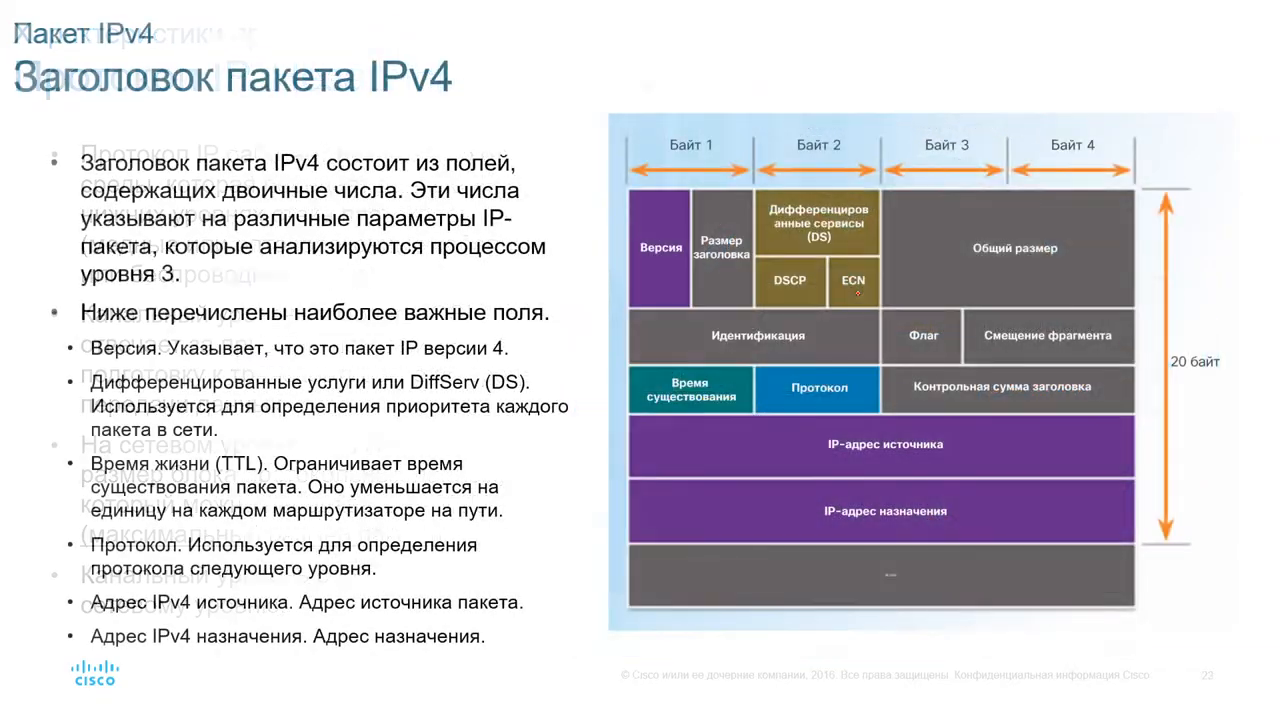 Пакет IPv4
Заголовок пакета IPv4
• Заголовок пакета IPv4 состоит из полей,
содержащих двоичные числа. Эти числа
указывают на различные параметры IP-
пакета, которые анализируются процессом
уровня 3.
• Ниже перечислены наиболее важные поля.
• Версия. Указывает, что это пакет IP версии 4.
• Дифференцированные услуги или DiffServ (DS).
Используется для определения приоритета каждого
пакета в сети.
• Время жизни (TTL). Ограничивает время
существования пакета. Оно уменьшается на
единицу на каждом маршрутизаторе на пути.
• Протокол. Используется для определения
протокола следующего уровня.
• Адрес IPv4 источника. Адрес источника пакета.
• Адрес IPv4 назначения. Адрес назначения.
Байт 1 Байт 2 Байт 3 Байт 4
Версия
Размер
заголовка
Дифференциров
анные сервисы
(DS)
DSCP ECN
Общий размер
Идентификация Флаг Смещение фрагмента
Время
существования
Протокол Контрольная сумма заголовка
IP-адрес источника
IP-адрес назначения
20 байт
CISCO
© Cisco и/или ее дочерние компании, 2016. Все права защищены. Конфиденциальная информация Cisco
23